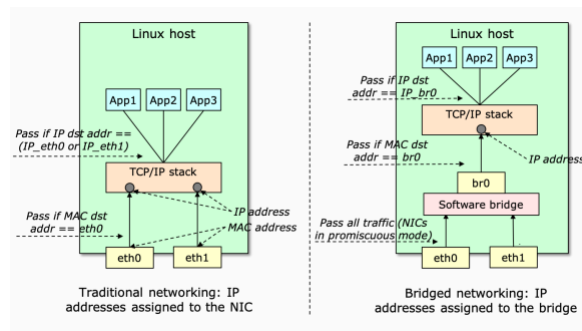 Linux host
App1 App2 App3
Pass if IP dst addr ==
(IP_eth0 or IP_eth1)
TCP/IP stack
IP address
Pass if MAC dst
addr == eth0
MAC address
eth0 eth1
Traditional networking: IP
addresses assigned to the NIC
Linux host
App1 App2 App3
Pass if IP dst
addr == IP_br0
TCP/IP stack
Pass if MAC dst
addr == br0
IP address
br0
Software bridge
Pass all traffic (NICs
in promiscuous mode)
eth0 eth1
Bridged networking: IP
addresses assigned to the bridge